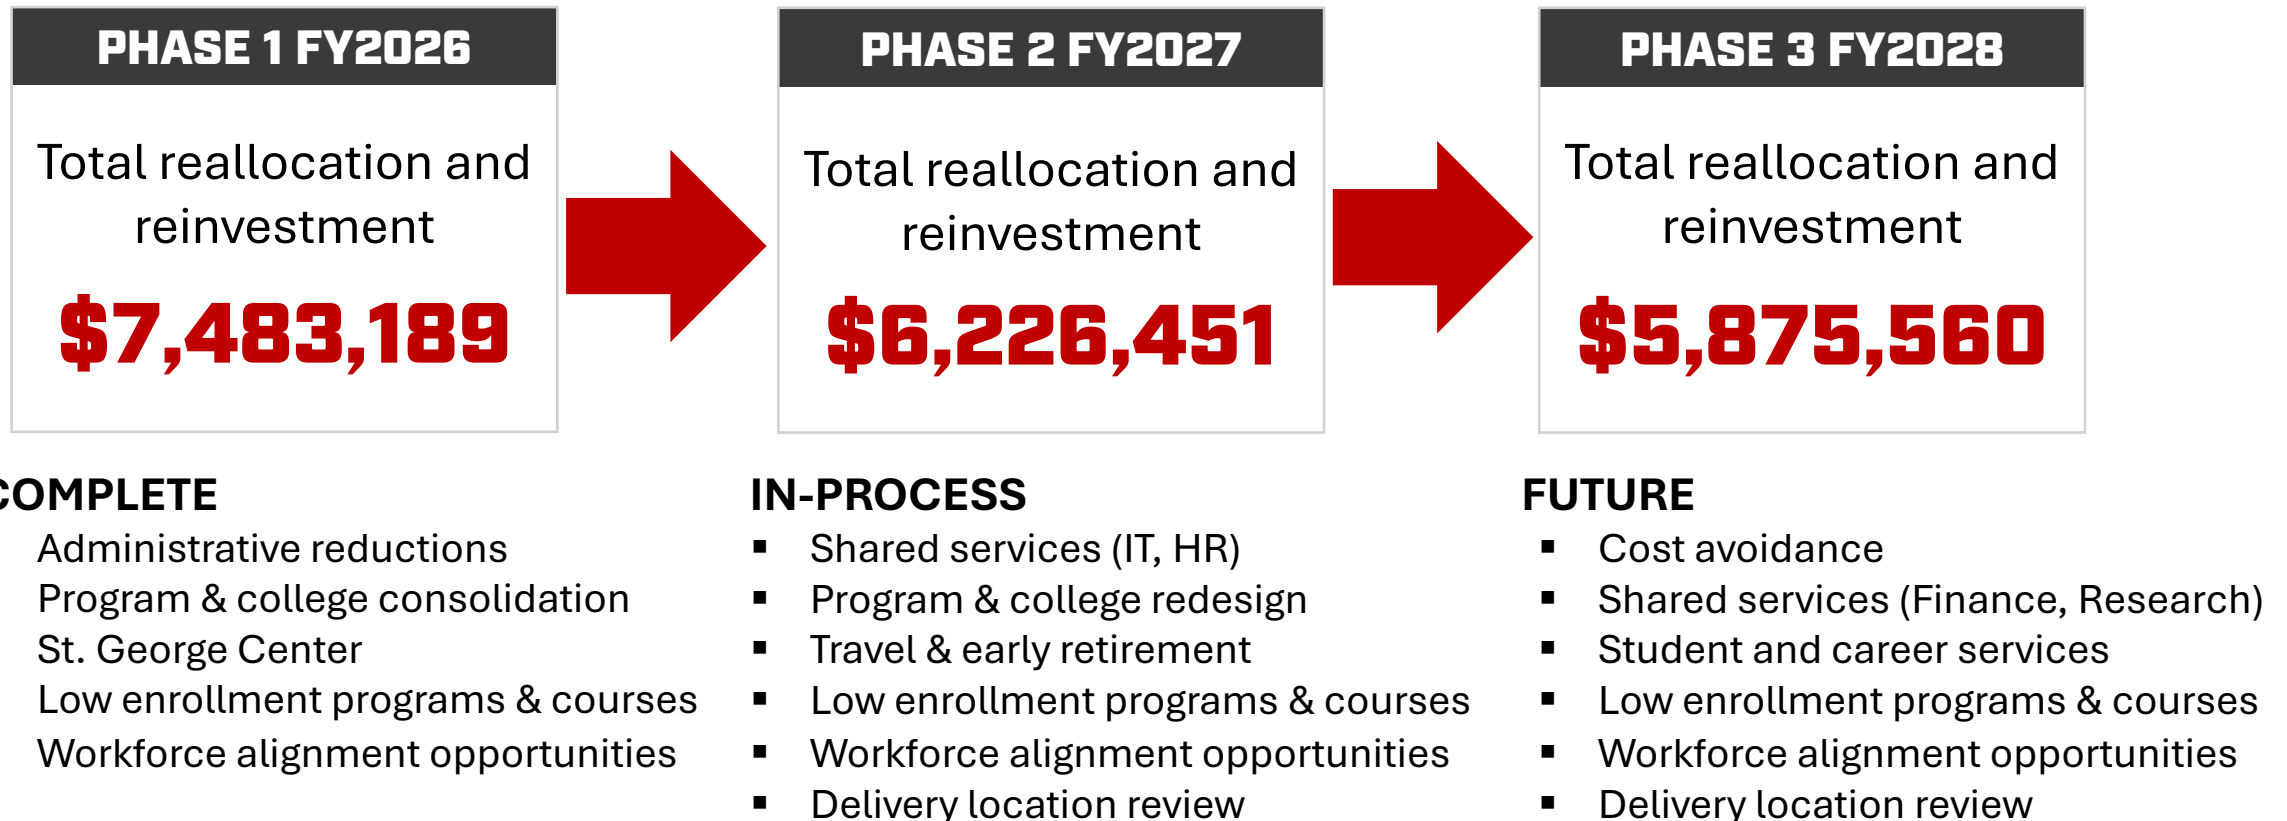 PHASE 1 FY2026
Total reallocation and
reinvestment
$7,483,189
PHASE 2 FY2027
Total reallocation and
reinvestment
$6,226,451
PHASE 3 FY2028
Total reallocation and
reinvestment
$5,875,560
COMPLETE
Administrative reductions
Program & college consolidation
St. George Center
Low enrollment programs & courses
Workforce alignment opportunities
IN-PROCESS
▪ Shared services (IT, HR)
▪ Program & college redesign
▪ Travel & early retirement
▪ Low enrollment programs & courses
▪ Workforce alignment opportunities
▪ Delivery location review
FUTURE
▪ Cost avoidance
▪ Shared services (Finance, Research)
▪ Student and career services
▪ Low enrollment programs & courses
▪ Workforce alignment opportunities
▪ Delivery location review